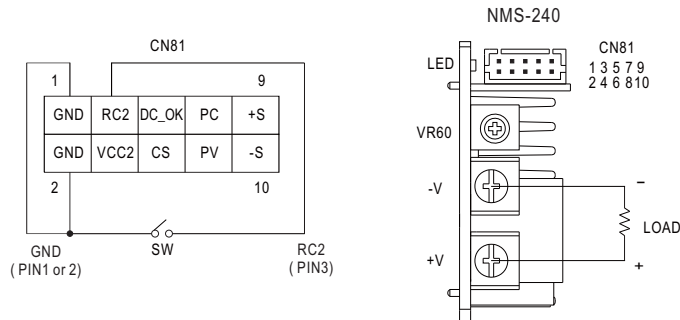 NMS-240
CN81
1 9
GND RC2 DC_OK PC +S
GND VCC2 CS PV -S
2 10
SW
GND
( PIN1 or 2)
RC2
( PIN3)
LED
CN81
1 3 5 7 9
2 4 6 8 10
VR60
-V
−
LOAD
+V
+